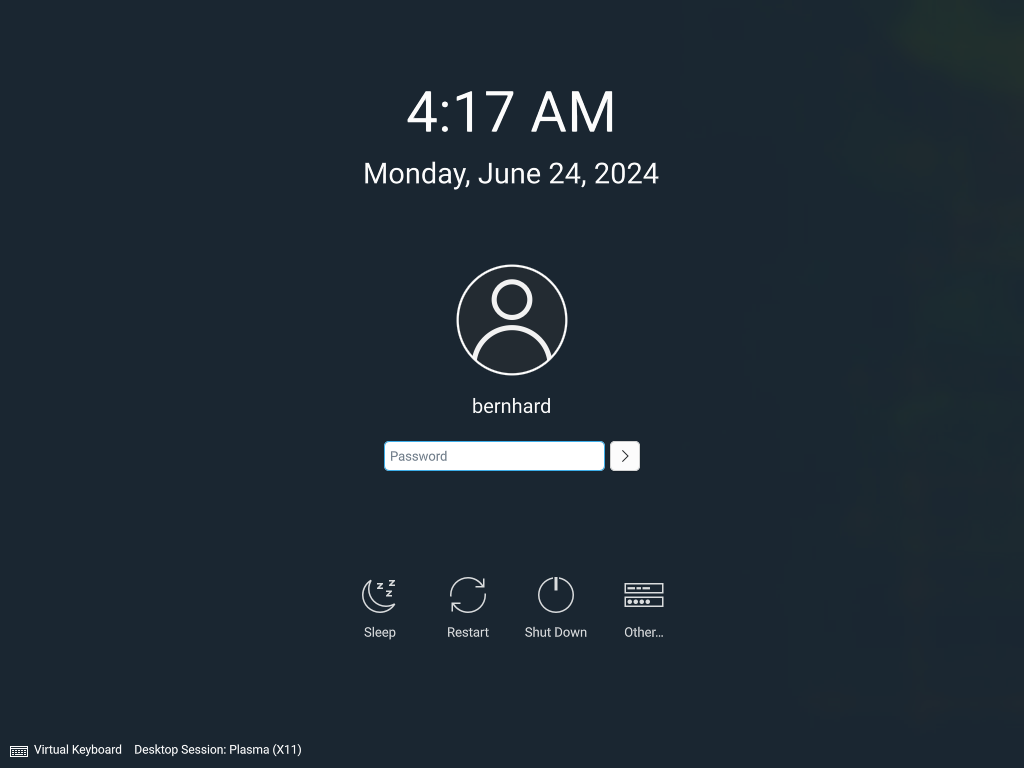 4:17 AM
Monday, June 24, 2024
bernhard
Password
Sleep
Restart
Shut Down
Other...
Virtual Keyboard
Desktop Session: Plasma (X11)